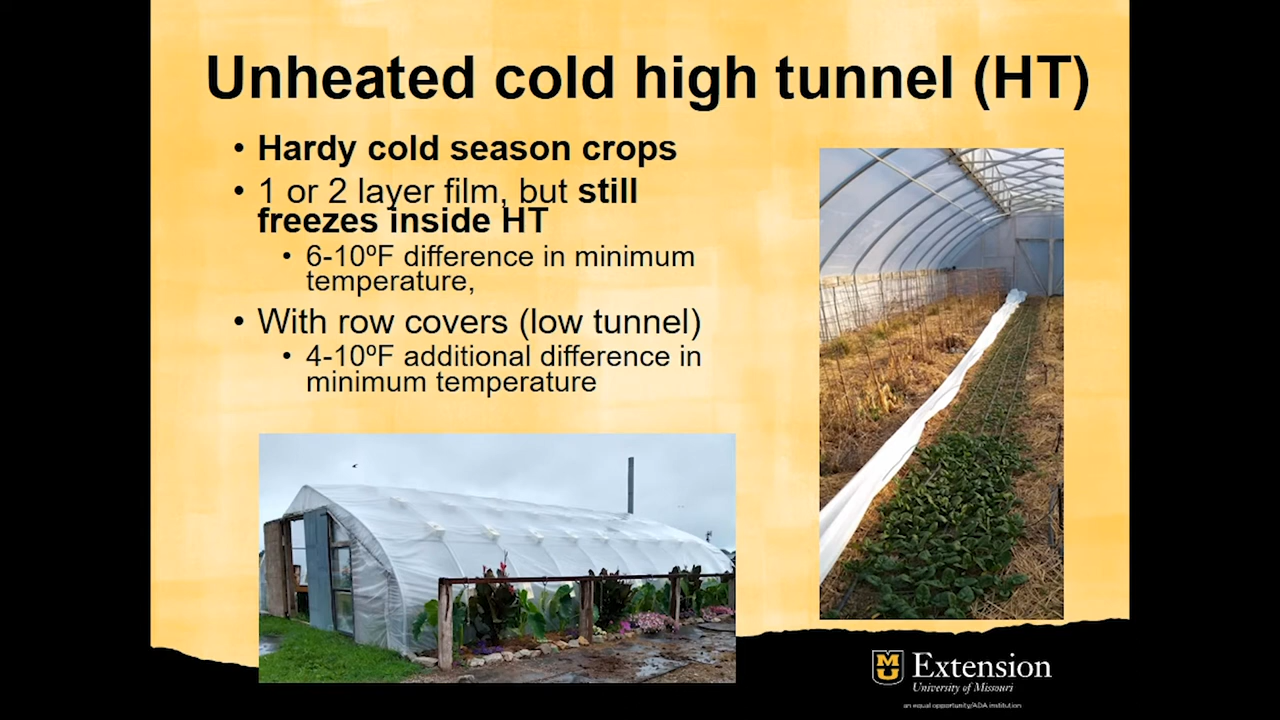 Unheated cold high tunnel (HT)
• Hardy cold season crops
• 1 or 2 layer film, but still
freezes inside HT
• 6-10ºF difference in minimum
temperature,
• With row covers (low tunnel)
• 4-10ºF additional difference in
minimum temperature
MU Extension
University of Missouri
an equal opportunity/ADA institution